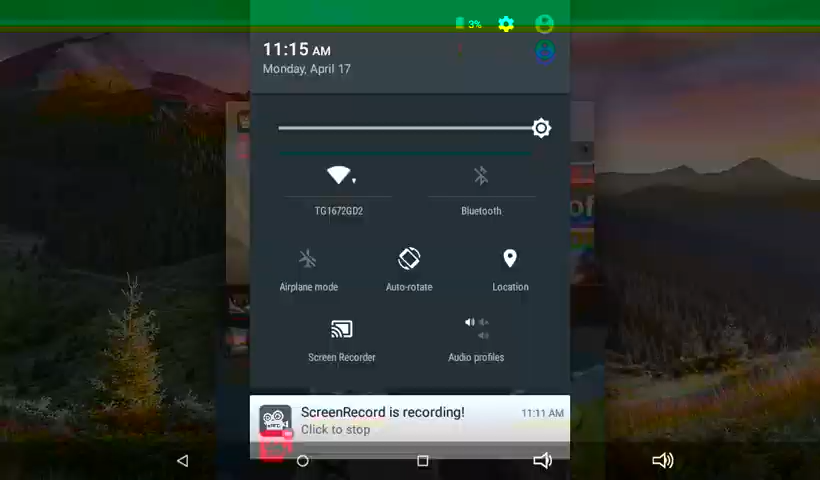 3%
11:15 AM
Monday, April 17
of
TG1672GD2
Bluetooth
Airplane mode
Auto-rotate
Location
Screen Recorder
Audio profiles
ScreenRecord is recording!
11:11 AM
Click to stop